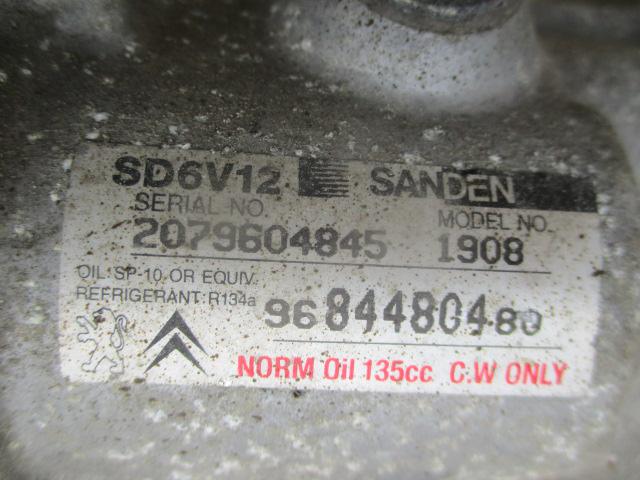 SD6V12 SANDEN
SERIAL NO. MODEL NO.
2079604845 1908
OIL:SP-10 OR EQUIV.
REFRIGERANT:R134a
96 844804 80
NORM Oil 135cc C.W ONLY